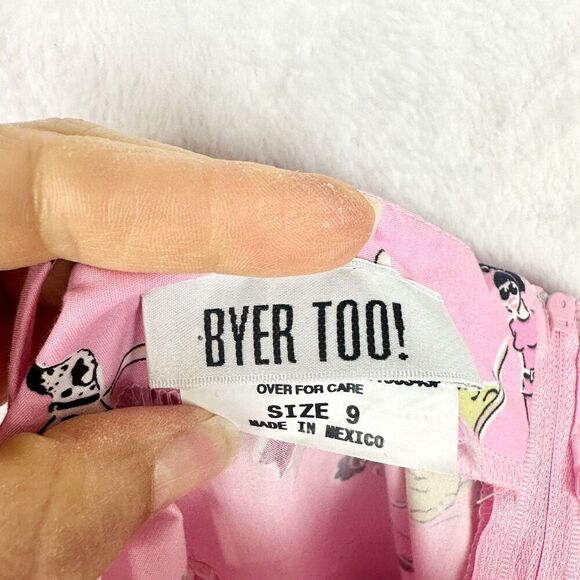 BYER TOO!
OVER FOR CARE
SIZE 9
MADE IN MEXICO